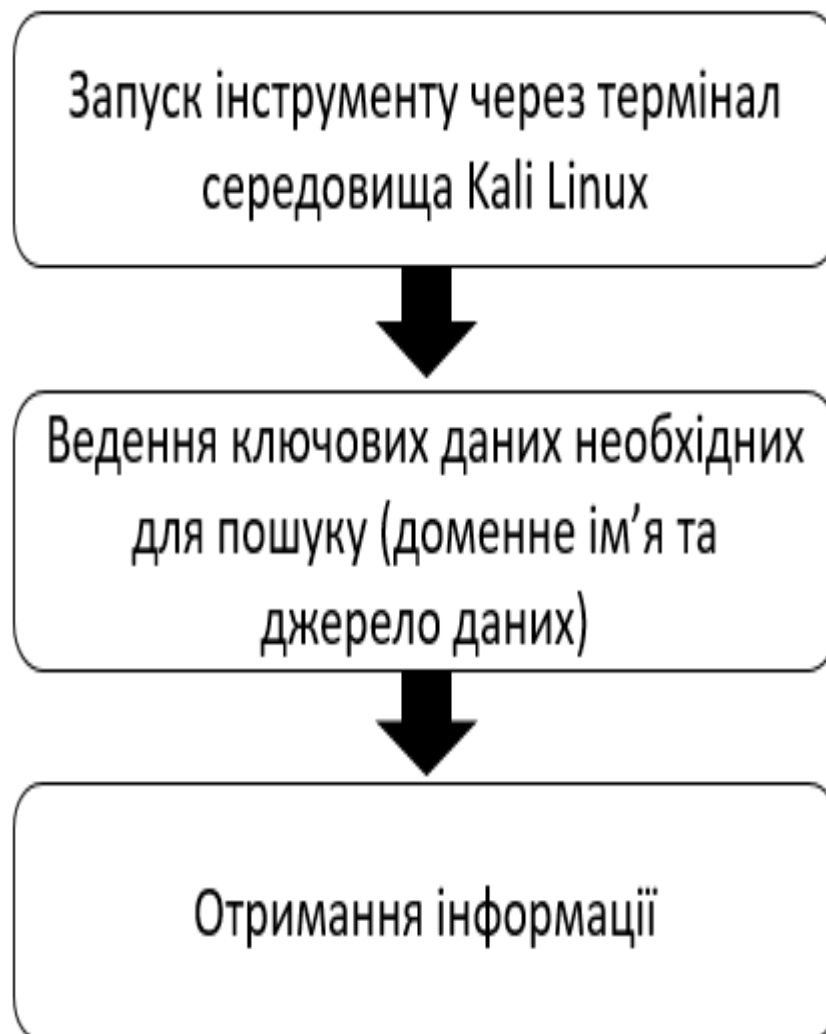 Запуск інструменту через термінал
середовища Kali Linux
Ведення ключових даних необхідних
для пошуку (доменне ім’я та
джерело даних)
Отримання інформації